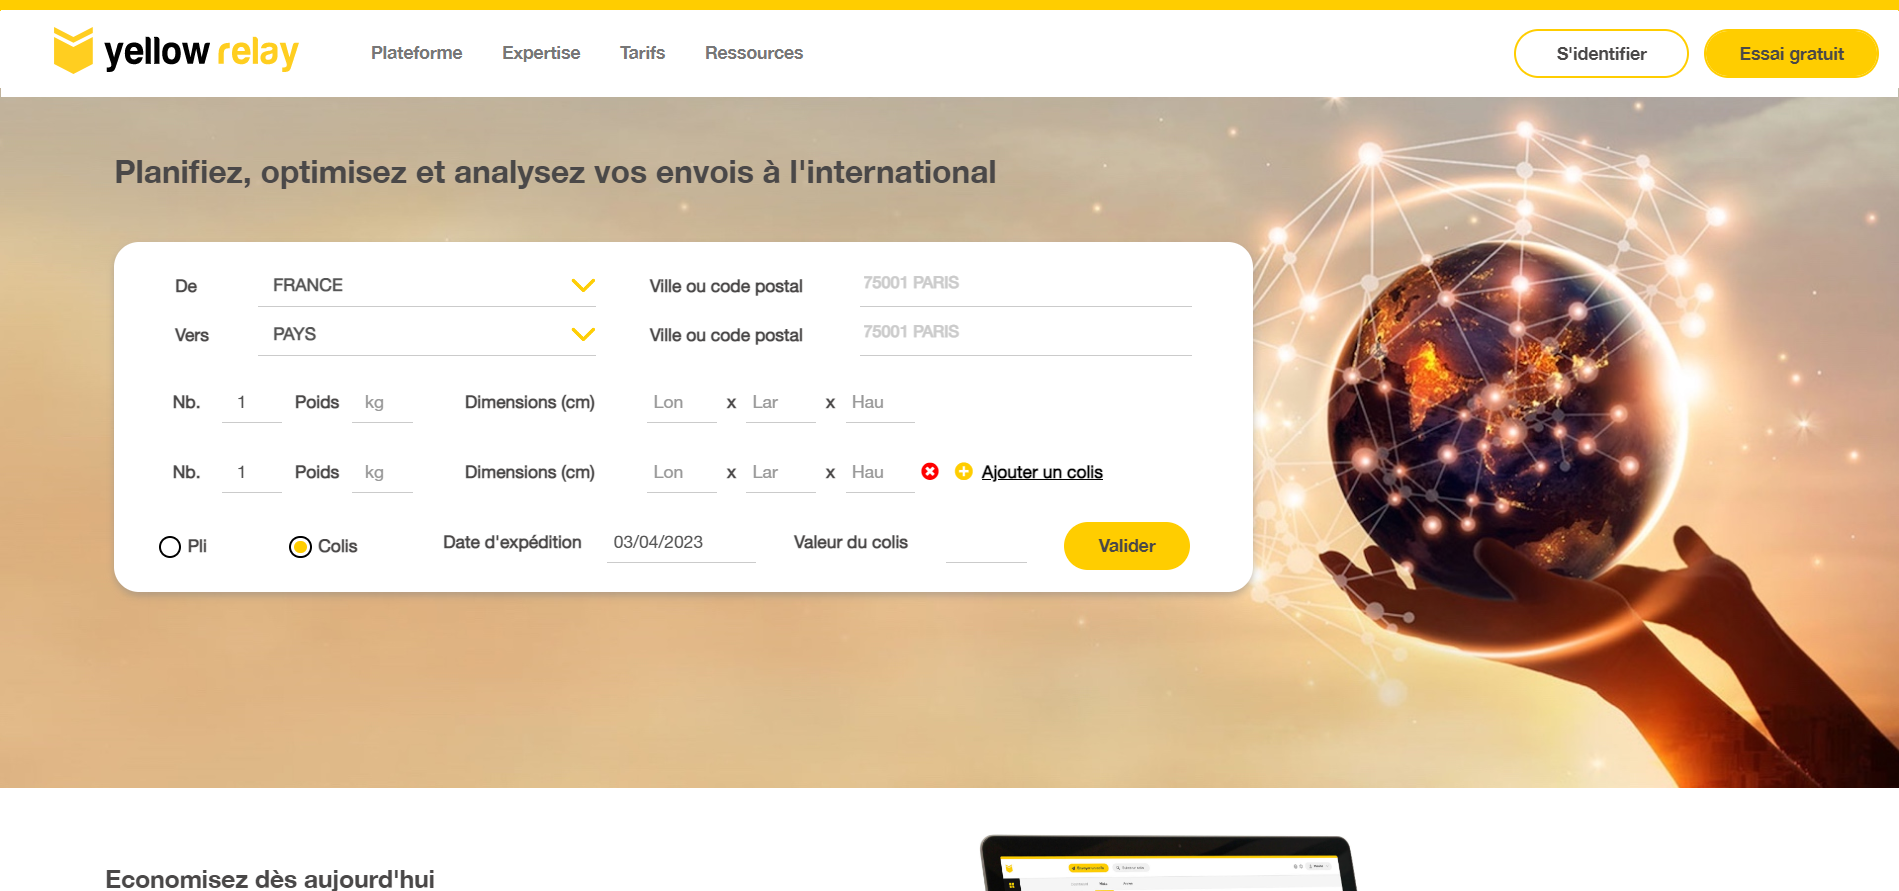 yellow relay
Plateforme Expertise Tarifs Ressources
S'identifier Essai gratuit
Planifiez, optimisez et analysez vos envois à l'international
De FRANCE Ville ou code postal 75001 PARIS
Vers PAYS Ville ou code postal 75001 PARIS
Nb. 1 Poids kg Dimensions (cm) Lon x Lar x Hau
Nb. 1 Poids kg Dimensions (cm) Lon x Lar x Hau Ajouter un colis
Pli Colis Date d'expédition 03/04/2023 Valeur du colis Valider
Economisez dès aujourd'hui